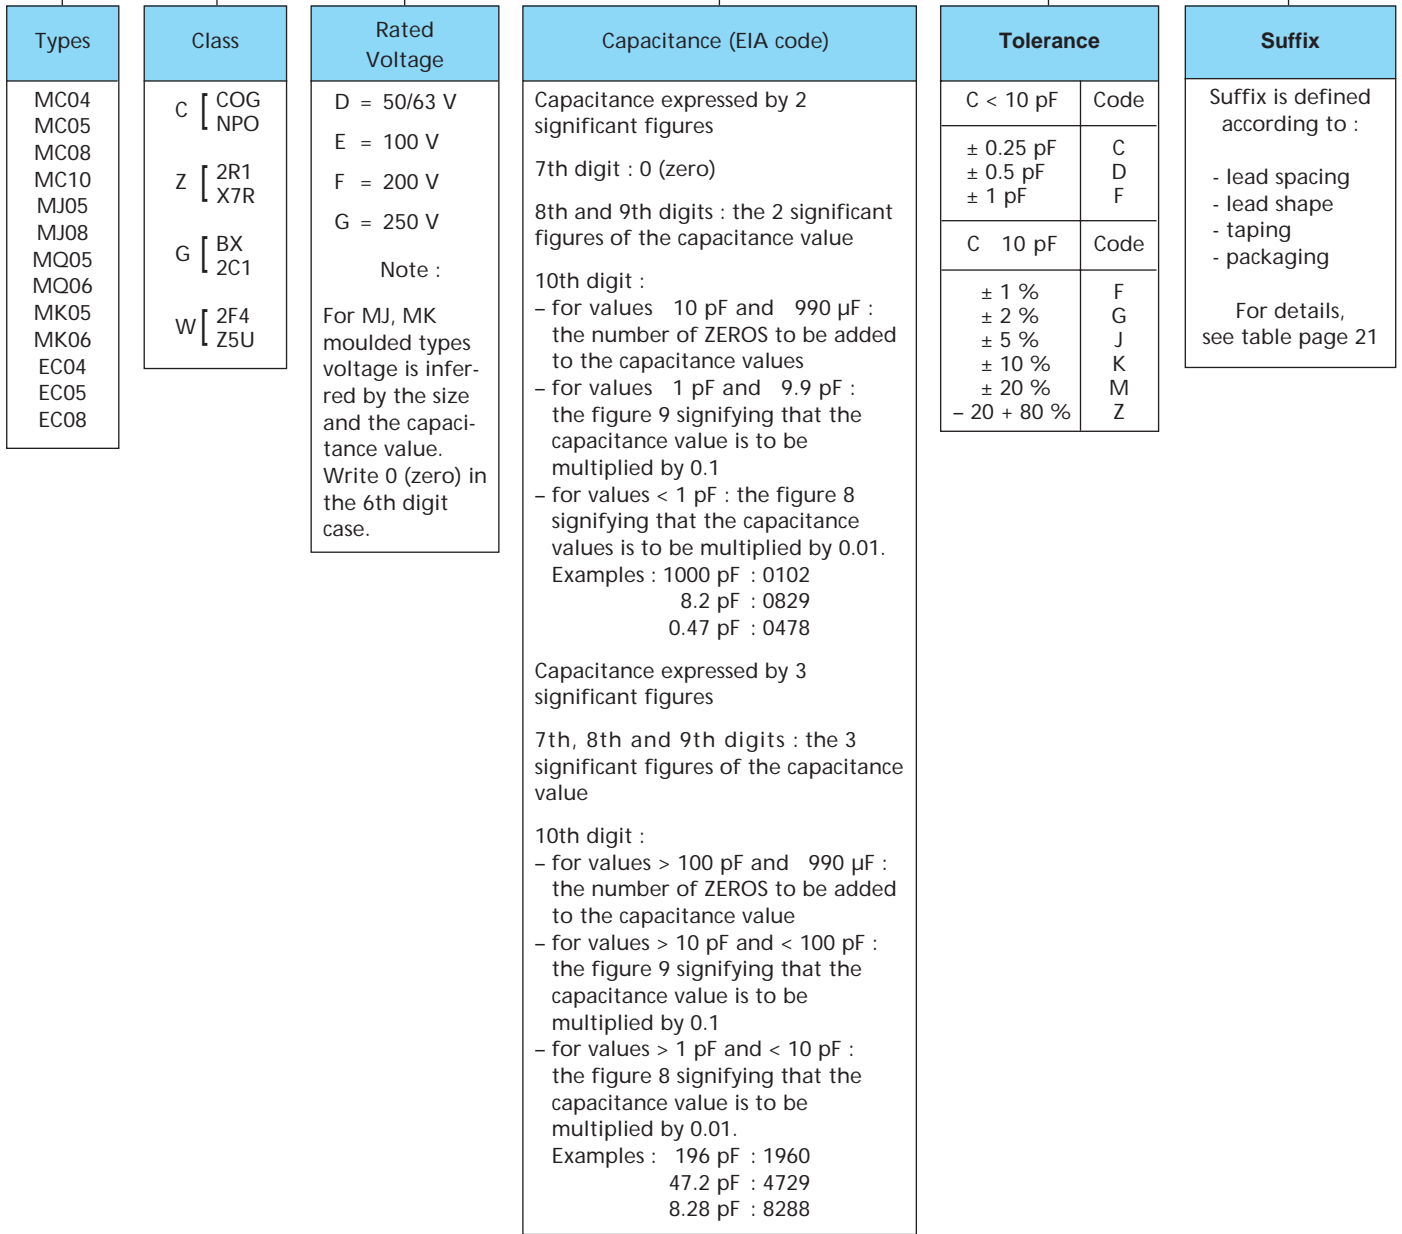 Types
MC04
MC05
MC08
MC10
MJ05
MJ08
MQ05
MQ06
MK05
MK06
EC04
EC05
EC08
Class
C [ COG
NPO
Z [ 2R1
X7R
G [ BX
2C1
W [ 2F4
Z5U
Rated
Voltage
D = 50/63 V
E = 100 V
F = 200 V
G = 250 V
Note :
For MJ, MK
moulded types
voltage is infer-
red by the size
and the capaci-
tance value.
Write 0 (zero) in
the 6th digit
case.
Capacitance (EIA code)
Capacitance expressed by 2
significant figures
7th digit : 0 (zero)
8th and 9th digits : the 2 significant
figures of the capacitance value
10th digit :
– for values 10 pF and 990 µF :
the number of ZEROS to be added
to the capacitance values
– for values 1 pF and 9.9 pF :
the figure 9 signifying that the
capacitance value is to be
multiplied by 0.1
– for values < 1 pF : the figure 8
signifying that the capacitance
values is to be multiplied by 0.01.
Examples : 1000 pF : 0102
8.2 pF : 0829
0.47 pF : 0478
Capacitance expressed by 3
significant figures
7th, 8th and 9th digits : the 3
significant figures of the capacitance
value
10th digit :
– for values > 100 pF and 990 µF :
the number of ZEROS to be added
to the capacitance value
– for values > 10 pF and < 100 pF :
the figure 9 signifying that the
capacitance value is to be
multiplied by 0.1
– for values > 1 pF and < 10 pF :
the figure 8 signifying that the
capacitance value is to be
multiplied by 0.01.
Examples : 196 pF : 1960
47.2 pF : 4729
8.28 pF : 8288
Tolerance
C < 10 pF Code
± 0.25 pF C
± 0.5 pF D
± 1 pF F
C 10 pF Code
± 1 % F
± 2 % G
± 5 % J
± 10 % K
± 20 % M
– 20 + 80 % Z
Suffix
Suffix is defined
according to :
- lead spacing
- lead shape
- taping
- packaging
For details,
see table page 21